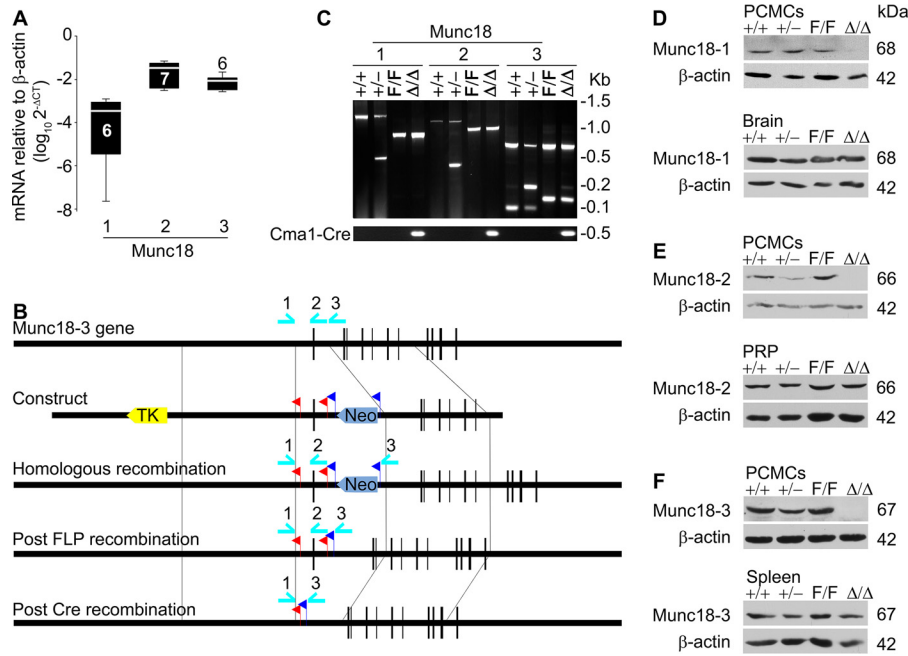 A
mRNA relative to β-actin
(log10 2-ΔCT)
0
-2
-4
-6
-8
6
7
6
1 2 3
Munc18
C
Munc18
1 2 3
+/+ +/− F/F Δ/Δ +/+ +/− F/F Δ/Δ +/+ +/− F/F Δ/Δ
Kb
-1.5
-1.0
-0.5
-0.2
-0.1
Cma1-Cre -0.5
B
1 2 3
Munc18-3 gene
Construct
TK Neo
Homologous recombination
1 2 3
Neo
Post FLP recombination
1 2 3
Post Cre recombination
1 3
D
PCMCs kDa
+/+ +/− F/F Δ/Δ
Munc18-1 68
β-actin 42
Brain
+/+ +/− F/F Δ/Δ
Munc18-1 68
β-actin 42
E
PCMCs
+/+ +/− F/F Δ/Δ
Munc18-2 66
β-actin 42
PRP
+/+ +/− F/F Δ/Δ
Munc18-2 66
β-actin 42
F
PCMCs
+/+ +/− F/F Δ/Δ
Munc18-3 67
β-actin 42
Spleen
+/+ +/− F/F Δ/Δ
Munc18-3 67
β-actin 42